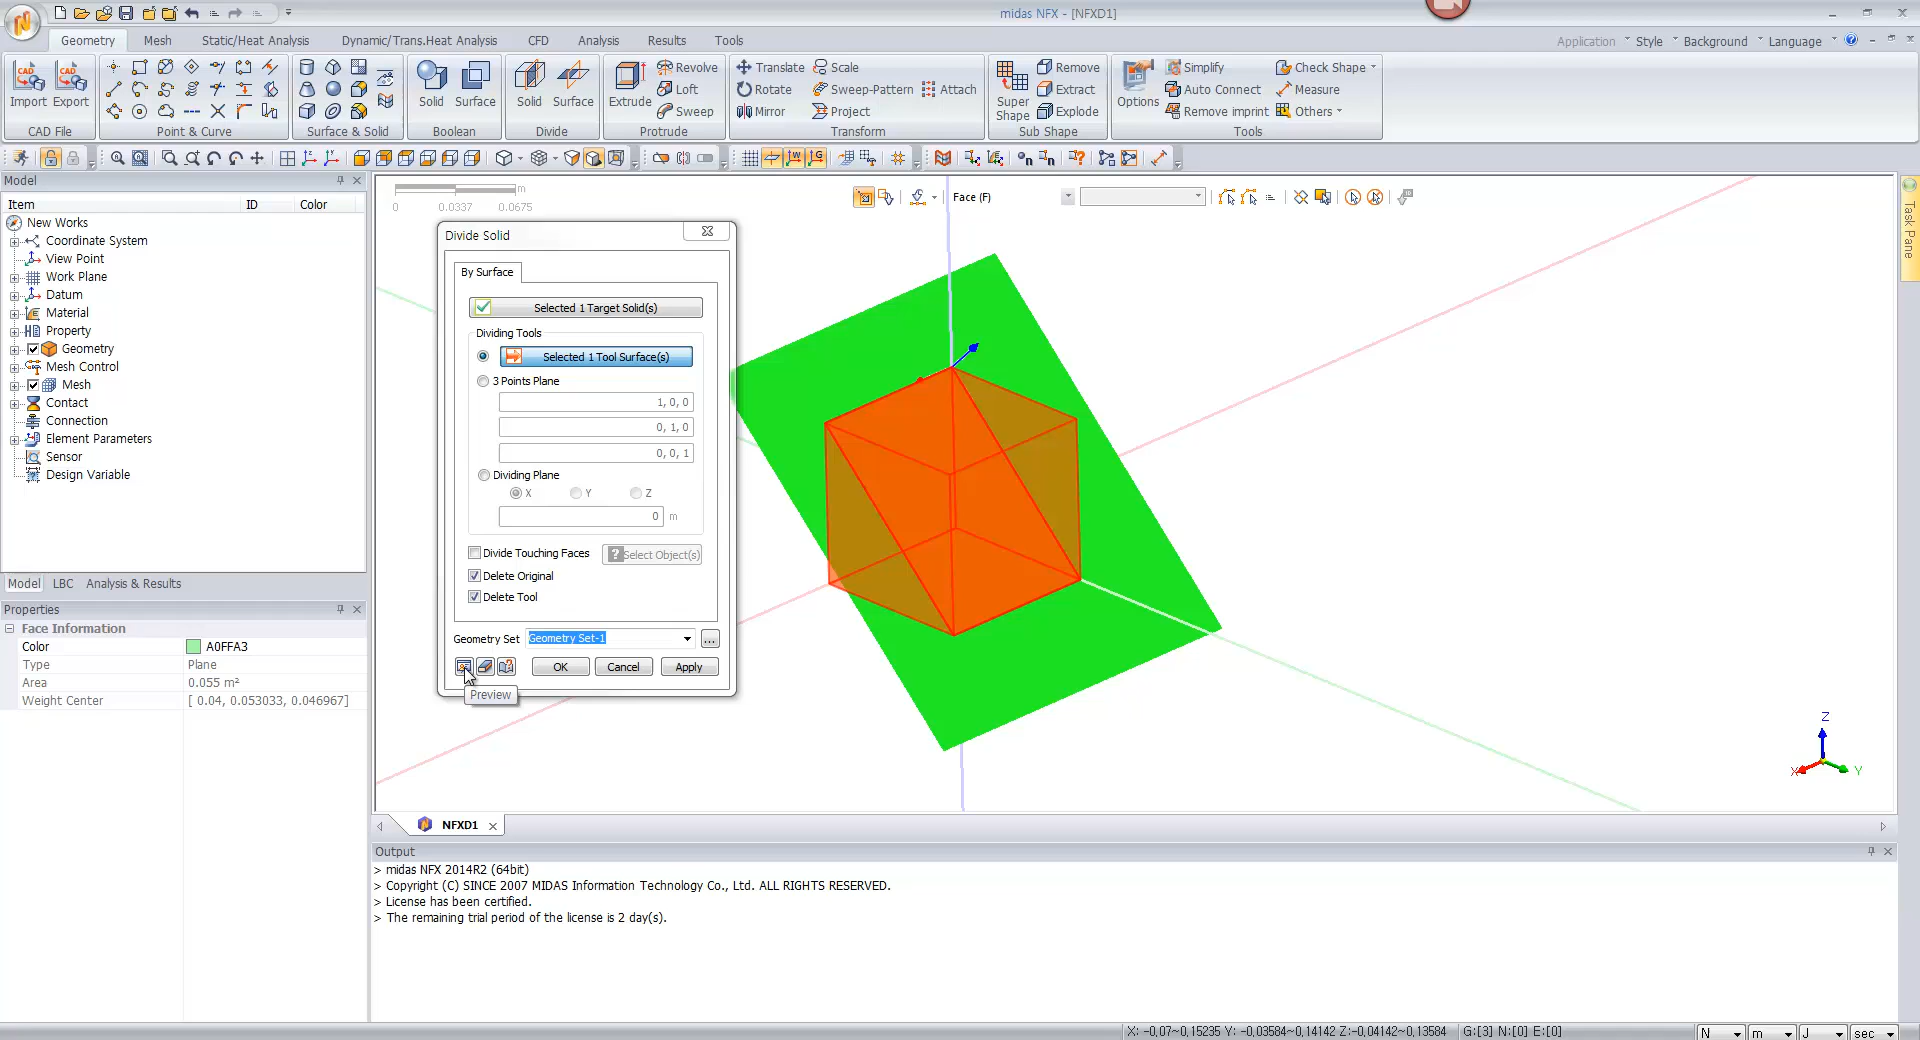 midas NFX - [NFXD1]
Geometry Mesh Static/Heat Analysis Dynamic/Trans.Heat Analysis CFD Analysis Results Tools
Application Style Background Language
Import Export
CAD File
Point & Curve
Surface & Solid
Solid Surface
Boolean
Solid Surface
Divide
Extrude
Revolve
Loft
Sweep
Protrude
Translate Scale
Rotate Sweep-Pattern Attach
Mirror Project
Transform
Super Shape
Remove
Extract
Explode
Sub Shape
Options
Simplify Check Shape
Auto Connect Measure
Remove imprint Others
Tools
Model
Item ID Color
New Works
Coordinate System
View Point
Work Plane
Datum
Material
Property
Geometry
Mesh Control
Mesh
Contact
Connection
Element Parameters
Sensor
Design Variable
Model LBC Analysis & Results
Properties
Face Information
Color A0FFA3
Type Plane
Area 0.055 m²
Weight Center [ 0.04, 0.053033, 0.046967]
m
0 0.0337 0.0675
Face (F)
Divide Solid
By Surface
Selected 1 Target Solid(s)
Dividing Tools
Selected 1 Tool Surface(s)
3 Points Plane
1, 0, 0
0, 1, 0
0, 0, 1
Dividing Plane
X Y Z
0 m
Divide Touching Faces Select Object(s)
Delete Original
Delete Tool
Geometry Set Geometry Set-1 ...
OK Cancel Apply
Preview
Z
X
Y
Task Pane
NFXD1
Output
> midas NFX 2014R2 (64bit)
> Copyright (C) SINCE 2007 MIDAS Information Technology Co., Ltd. ALL RIGHTS RESERVED.
> License has been certified.
> The remaining trial period of the license is 2 day(s).
X: -0,07~0,15235 Y: -0,03584~0,14142 Z:-0,04142~0,13584 G:[3] N:[0] E:[0]
N m J sec